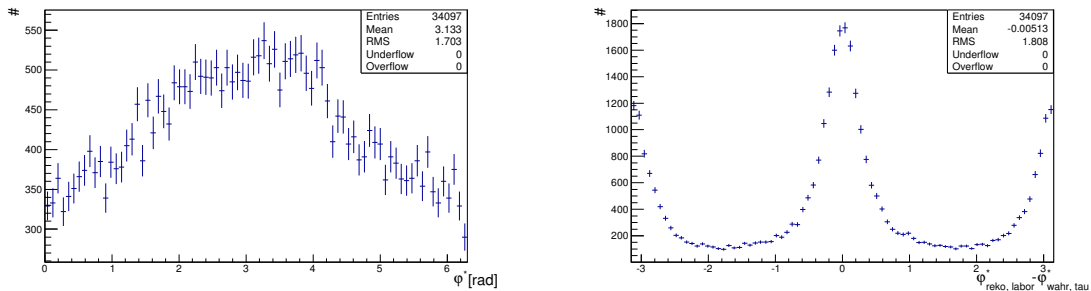 #
550
500
450
400
350
300
0 1 2 3 4 5 6
φ* [rad]
Entries 34097
Mean 3.133
RMS 1.703
Underflow 0
Overflow 0
#
1800
1600
1400
1200
1000
800
600
400
200
-3 -2 -1 0 1 2 3
φ*reko, labor -φ*wahr, tau
Entries 34097
Mean -0.00513
RMS 1.808
Underflow 0
Overflow 0